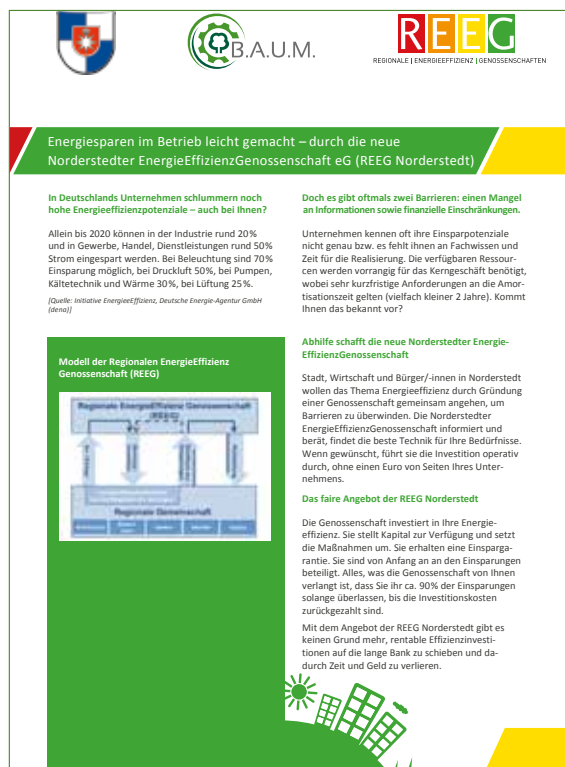 B.A.U.M.
REEG
REGIONALE | ENERGIEEFFIZIENZ | GENOSSENSCHAFTEN
Energiesparen im Betrieb leicht gemacht – durch die neue
Norderstedter EnergieEffizienzGenossenschaft eG (REEG Norderstedt)
In Deutschlands Unternehmen schlummern noch
hohe Energieeffizienzpotenziale – auch bei Ihnen?
Allein bis 2020 können in der Industrie rund 20%
und in Gewerbe, Handel, Dienstleistungen rund 50%
Strom eingespart werden. Bei Beleuchtung sind 70%
Einsparung möglich, bei Druckluft 50%, bei Pumpen,
Kältetechnik und Wärme 30%, bei Lüftung 25%.
[Quelle: Initiative EnergieeEffizienz, Deutsche Energie-Agentur GmbH
(dena)]
Modell der Regionalen EnergieEffizienz
Genossenschaft (REEG)
Regionale EnergieEffizienz Genossenschaft
(REEG)
Regionale Gemeinschaft
Doch es gibt oftmals zwei Barrieren: einen Mangel
an Informationen sowie finanzielle Einschränkungen.
Unternehmen kennen oft ihre Einsparpotenziale
nicht genau bzw. es fehlt ihnen an Fachwissen und
Zeit für die Realisierung. Die verfügbaren Ressour-
cen werden vorrangig für das Kerngeschäft benötigt,
wobei sehr kurzfristige Anforderungen an die Amor-
tisationszeit gelten (vielfach kleiner 2 Jahre). Kommt
Ihnen das bekannt vor?
Abhilfe schafft die neue Norderstedter Energie-
EffizienzGenossenschaft
Stadt, Wirtschaft und Bürger/-innen in Norderstedt
wollen das Thema Energieeffizienz durch Gründung
einer Genossenschaft gemeinsam angehen, um
Barrieren zu überwinden. Die Norderstedter
EnergieEffizienzGenossenschaft informiert und
berät, findet die beste Technik für Ihre Bedürfnisse.
Wenn gewünscht, führt sie die Investition operativ
durch, ohne einen Euro von Seiten Ihres Unter-
nehmens.
Das faire Angebot der REEG Norderstedt
Die Genossenschaft investiert in Ihre Energie-
effizienz. Sie stellt Kapital zur Verfügung und setzt
die Maßnahmen um. Sie erhalten eine Einsparga-
rantie. Sie sind von Anfang an an den Einsparungen
beteiligt. Alles, was die Genossenschaft von Ihnen
verlangt ist, dass Sie ihr ca. 90% der Einsparungen
solange überlassen, bis die Investitionskosten
zurückgezahlt sind.
Mit dem Angebot der REEG Norderstedt gibt es
keinen Grund mehr, rentable Effizienzinvesti-
tionen auf die lange Bank zu schieben und da-
durch Zeit und Geld zu verlieren.